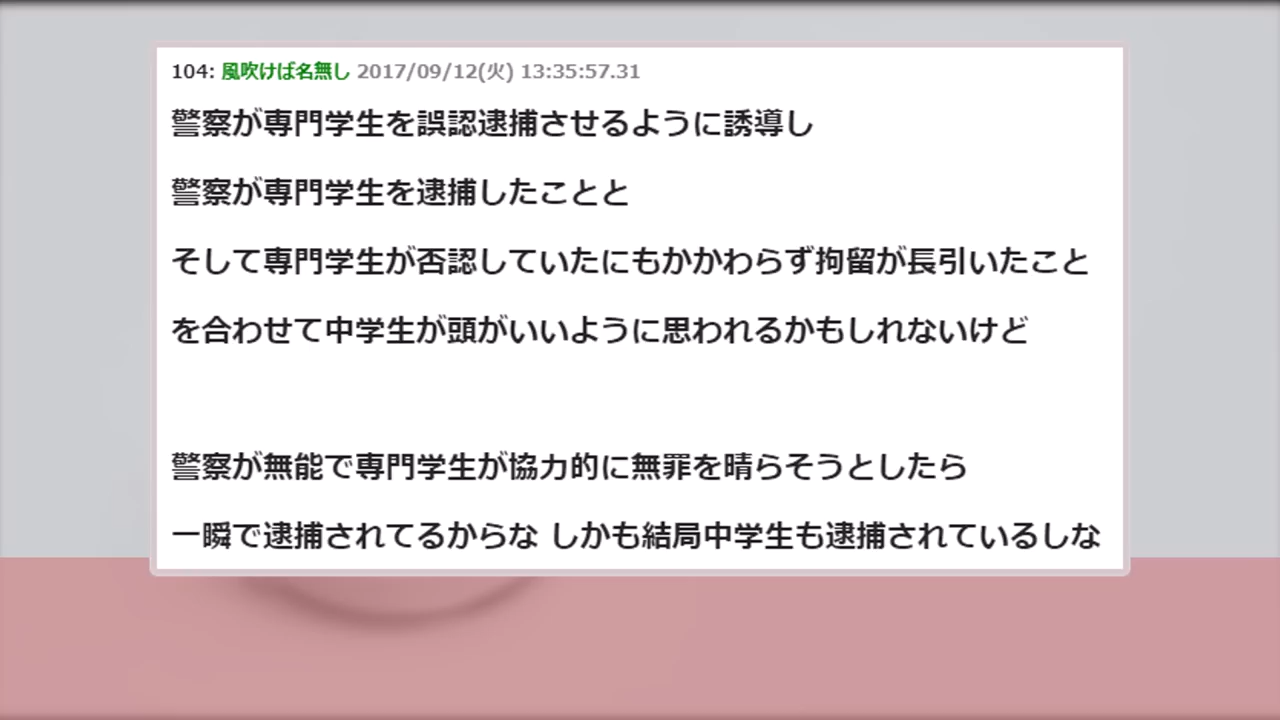 104: 風吹けば名無し 2017/09/12(火) 13:35:57.31
警察が専門学生を誤認逮捕させるように誘導し
警察が専門学生を逮捕したことと
そして専門学生が否認していたにもかかわらず拘留が長引いたこと
を合わせて中学生が頭がいいように思われるかもしれないけど
警察が無能で専門学生が協力的に無罪を晴らそうとしたら
一瞬で逮捕されてるからな しかも結局中学生も逮捕されているしな